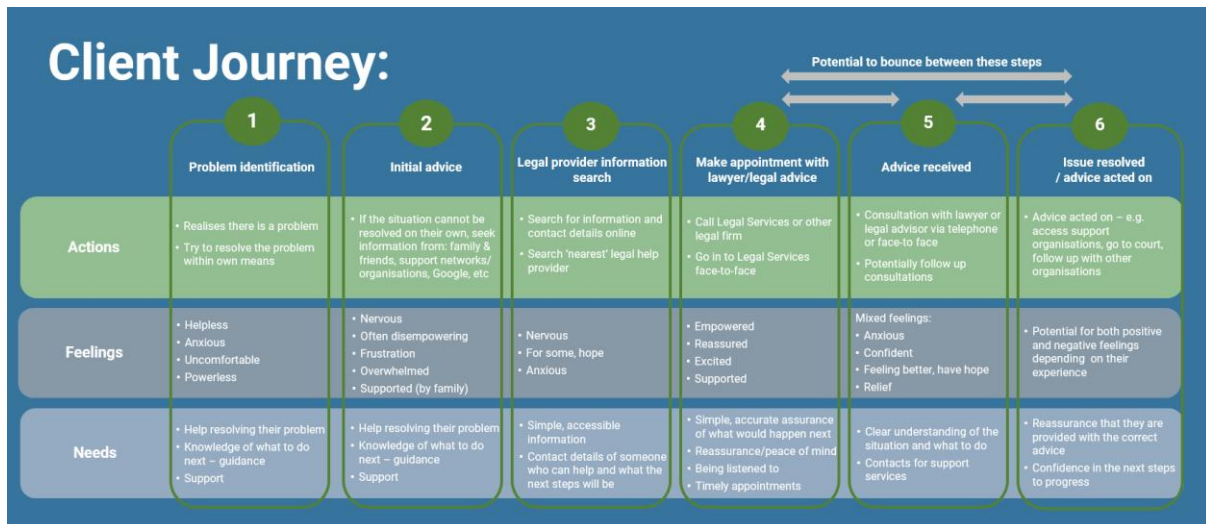 Client Journey:
Potential to bounce between these steps
1
2
3
4
5
6
Problem identification
Initial advice
Legal provider information
search
Make appointment with
lawyer/legal advice
Advice received
Issue resolved
/ advice acted on
Actions
• Realises there is a problem
• Try to resolve the problem
within own means
• If the situation cannot be
resolved on their own, seek
information from: family &
friends, support networks/
organisations, Google, etc
• Search for information and
contact details online
• Search 'nearest' legal help
provider
• Call Legal Services or other
legal firm
• Go in to Legal Services
face-to-face
• Consultation with lawyer or
legal advisor via telephone
or face-to face
• Potentially follow up
consultations
• Advice acted on – e.g.
access support
organisations, go to court,
follow up with other
organisations
Feelings
• Helpless
• Anxious
• Uncomfortable
• Powerless
• Nervous
• Often disempowering
• Frustration
• Overwhelmed
• Supported (by family)
• Nervous
• For some, hope
• Anxious
• Empowered
• Reassured
• Excited
• Supported
Mixed feelings:
• Anxious
• Confident
• Feeling better, have hope
• Relief
• Potential for both positive
and negative feelings
depending on their
experience
Needs
• Help resolving their problem
• Knowledge of what to do
next – guidance
• Support
• Help resolving their problem
• Knowledge of what to do
next – guidance
• Support
• Simple, accessible
information
• Contact details of someone
who can help and what the
next steps will be
• Simple, accurate assurance
of what would happen next
• Reassurance/peace of mind
• Being listened to
• Timely appointments
• Clear understanding of the
situation and what to do
• Contacts for support
services
• Reassurance that they are
provided with the correct
advice
• Confidence in the next steps
to progress